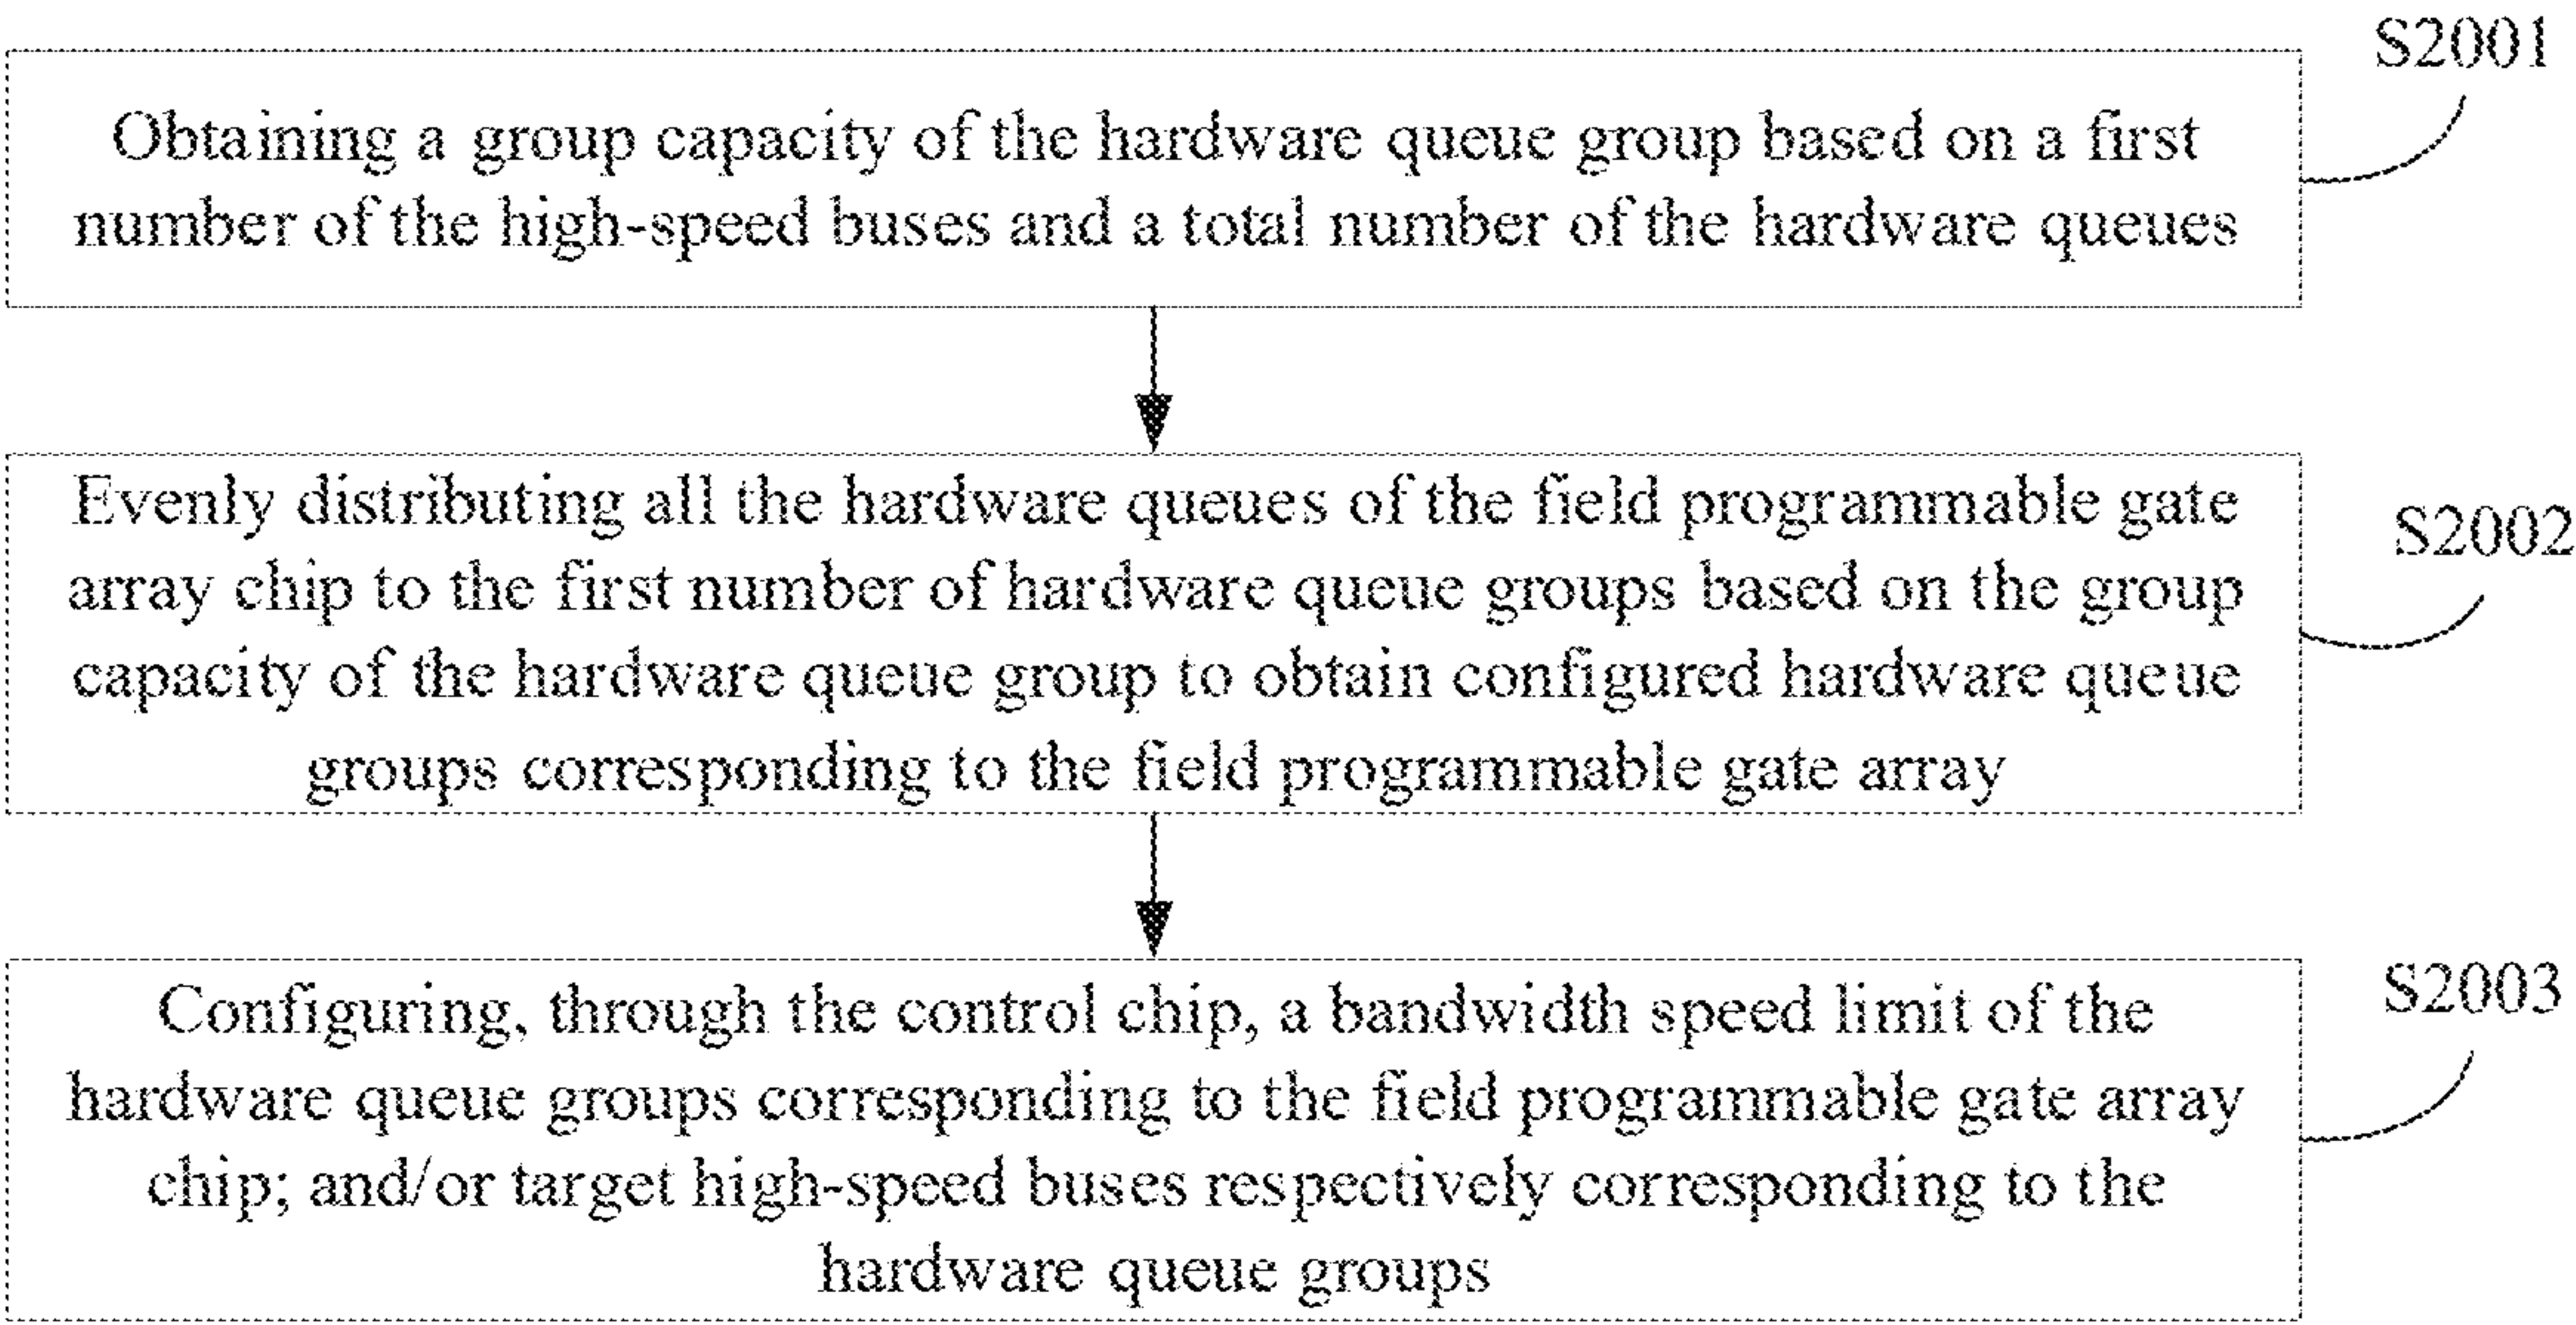 S2001
Obtaining a group capacity of the hardware queue group based on a first
number of the high-speed buses and a total number of the hardware queues
Evenly distributing all the hardware queues of the field programmable gate
array chip to the first number of hardware queue groups based on the group
capacity of the hardware queue group to obtain configured hardware queue
groups corresponding to the field programmable gate array
S2002
Configuring, through the control chip, a bandwidth speed limit of the
hardware queue groups corresponding to the field programmable gate array
chip; and/or target high-speed buses respectively corresponding to the
hardware queue groups
S2003